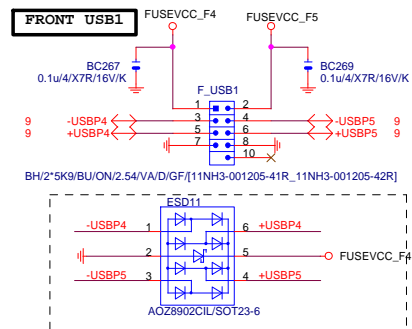 FRONT USB1
FUSEVCC_F4
FUSEVCC_F5
BC267
0.1u/4/X7R/16V/K
BC269
0.1u/4/X7R/16V/K
F_USB1
1 2
9 -USBP4 3 4 -USBP5 9
9 +USBP4 5 6 +USBP5 9
7 8
10
BH/2*5K9/BU/ON/2.54/VA/D/GF/[11NH3-001205-41R_11NH3-001205-42R]
ESD11
-USBP4 1 6 +USBP4
2 5 FUSEVCC_F4
-USBP5 3 4 +USBP5
AOZ8902CIL/SOT23-6